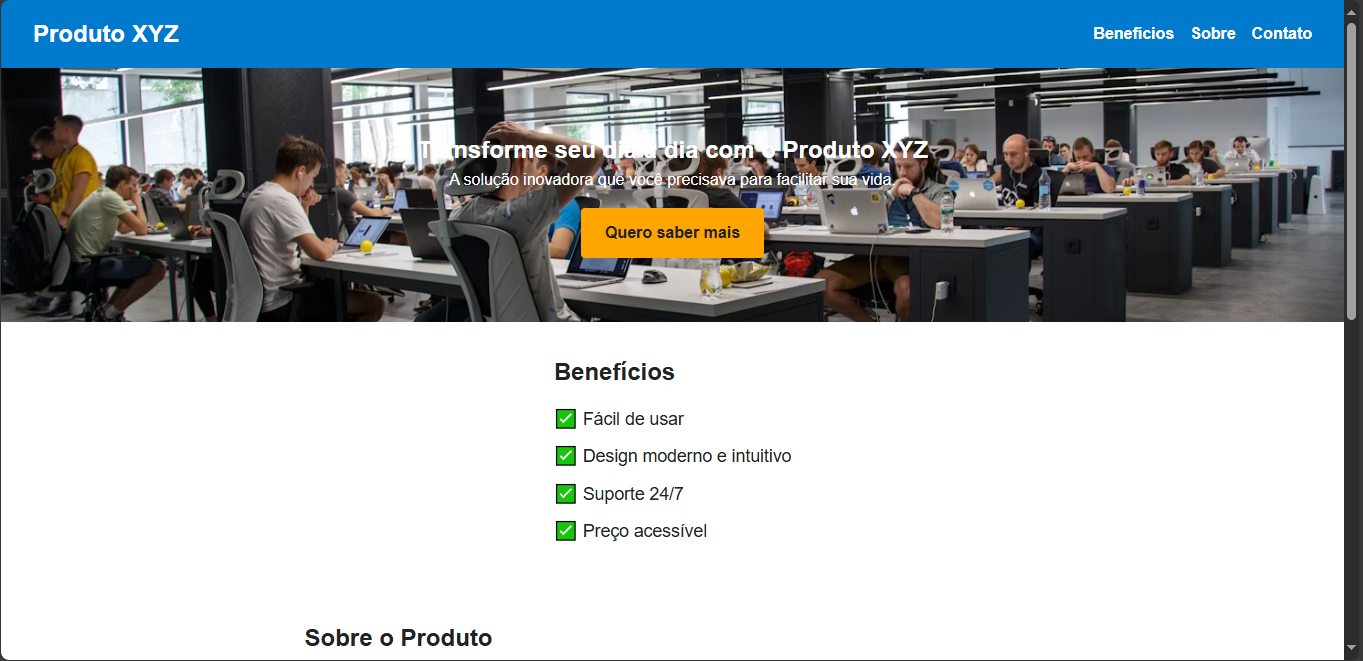 Produto XYZ
Benefícios Sobre Contato
Transforme seu dia a dia com o Produto XYZ
A solução inovadora que você precisava para facilitar sua vida.
Quero saber mais
Benefícios
✅ Fácil de usar
✅ Design moderno e intuitivo
✅ Suporte 24/7
✅ Preço acessível
Sobre o Produto